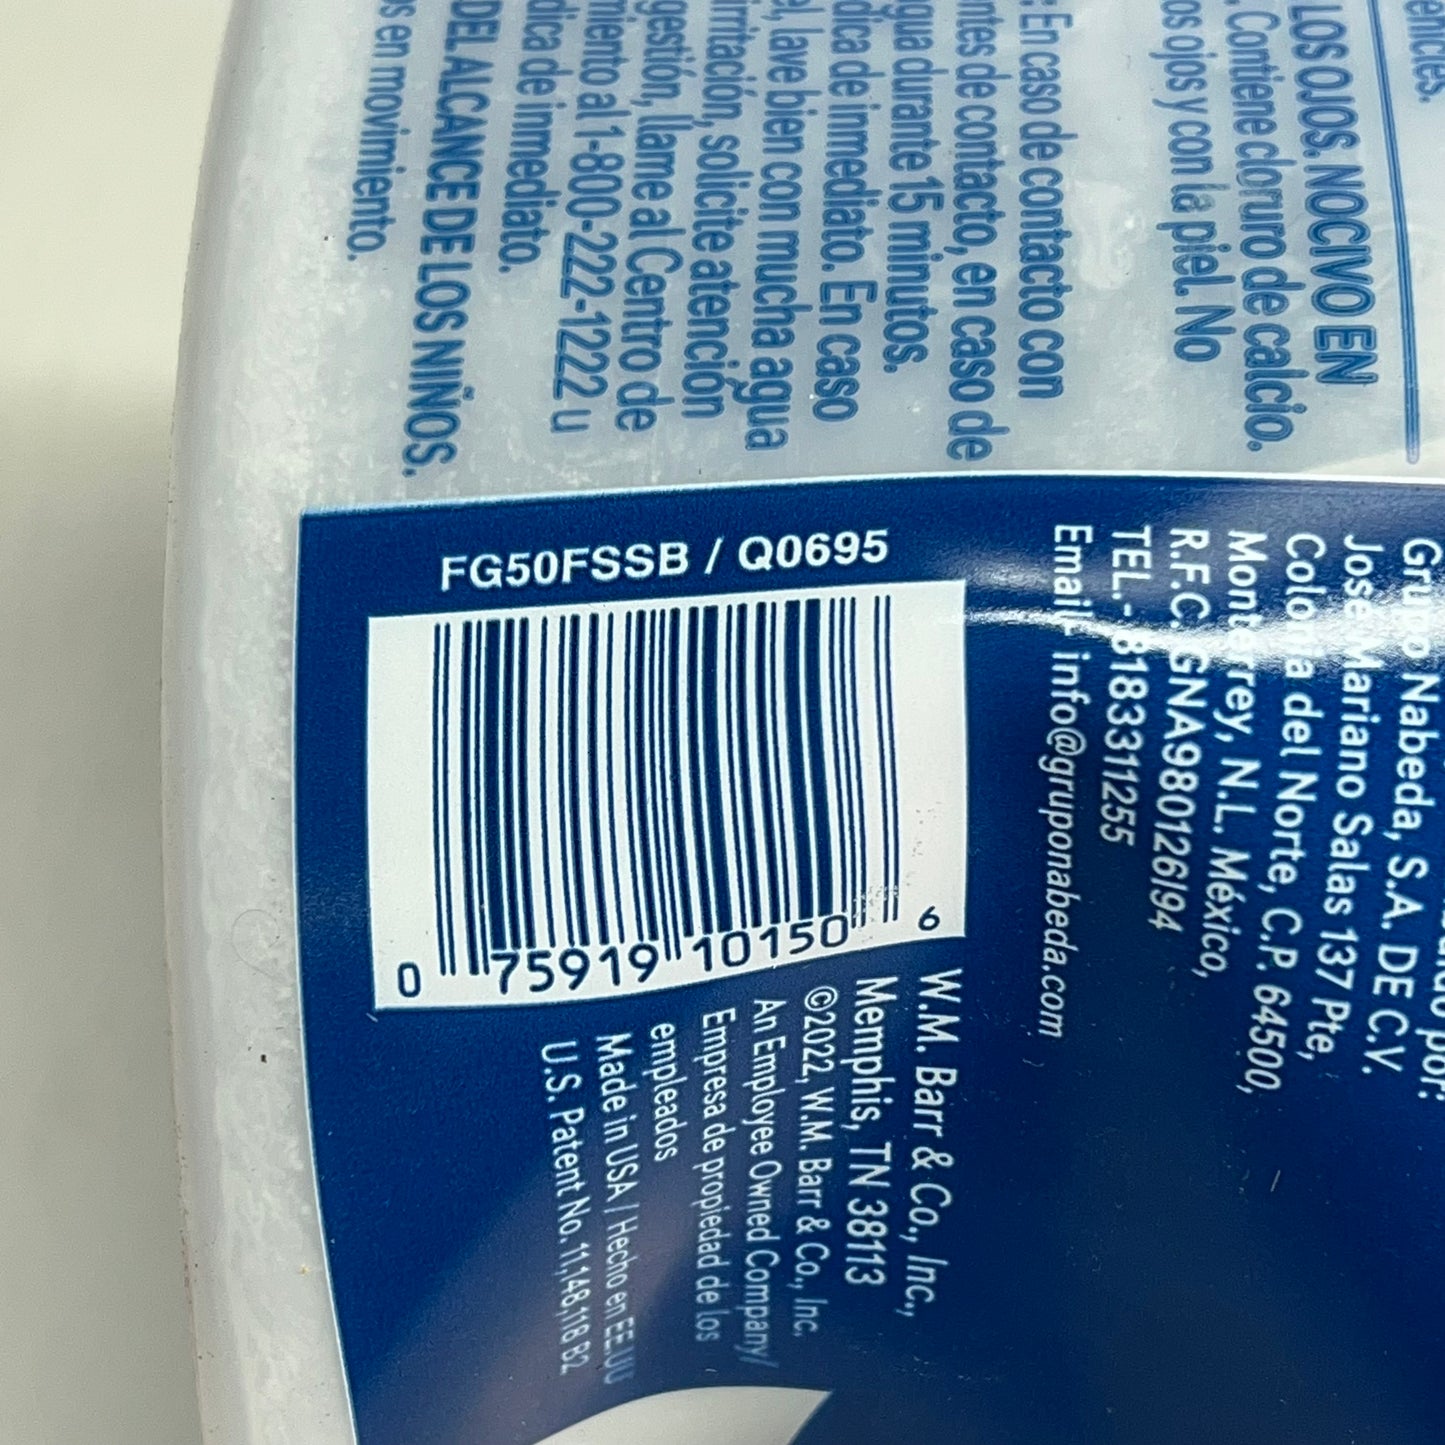 enicies.
LOS OJOS. NOCIVO EN
. Contiene cloruro de calcio.
os ojos y con la piel. No
: En caso de contacto con
ntes de contacto, en caso de
gua durante 15 minutos.
dica de inmediato. En caso
el, lave bien con mucha agua
irritación, solicite atención
gestión, llame al Centro de
miento al 1-800-222-1222 u
dica de inmediato.
DEL ALCANCE DE LOS NIÑOS.
s en movimiento.
FG50FSSB / Q0695
0 75919 10150 6
por:
Grupo Nabeda, S.A. DE C.V.
José Mariano Salas 137 Pte,
Colonia del Norte, C.P. 64500,
Monterrey, N.L. México,
R.F.C. GNA980126I94
TEL.- 8183311255
Email- info@gruponabeda.com
W.M. Barr & Co., Inc.,
Memphis, TN 38113
©2022, W.M. Barr & Co., Inc.
An Employee Owned Company/
Empresa de propiedad de los
empleados
Made in USA / Hecho en EE.UU
U.S. Patent No. 11,148,118 B2